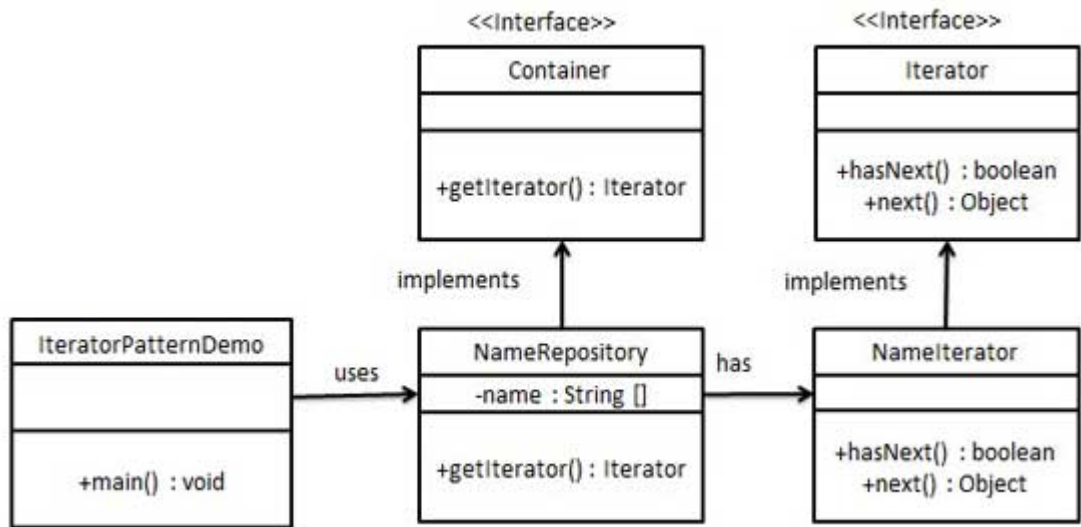 <<Interface>>
Container
+getIterator() : Iterator
<<Interface>>
Iterator
+hasNext() : boolean
+next() : Object
implements
implements
IteratorPatternDemo
+main() : void
uses
NameRepository
-name : String []
+getIterator() : Iterator
has
NameIterator
+hasNext() : boolean
+next() : Object